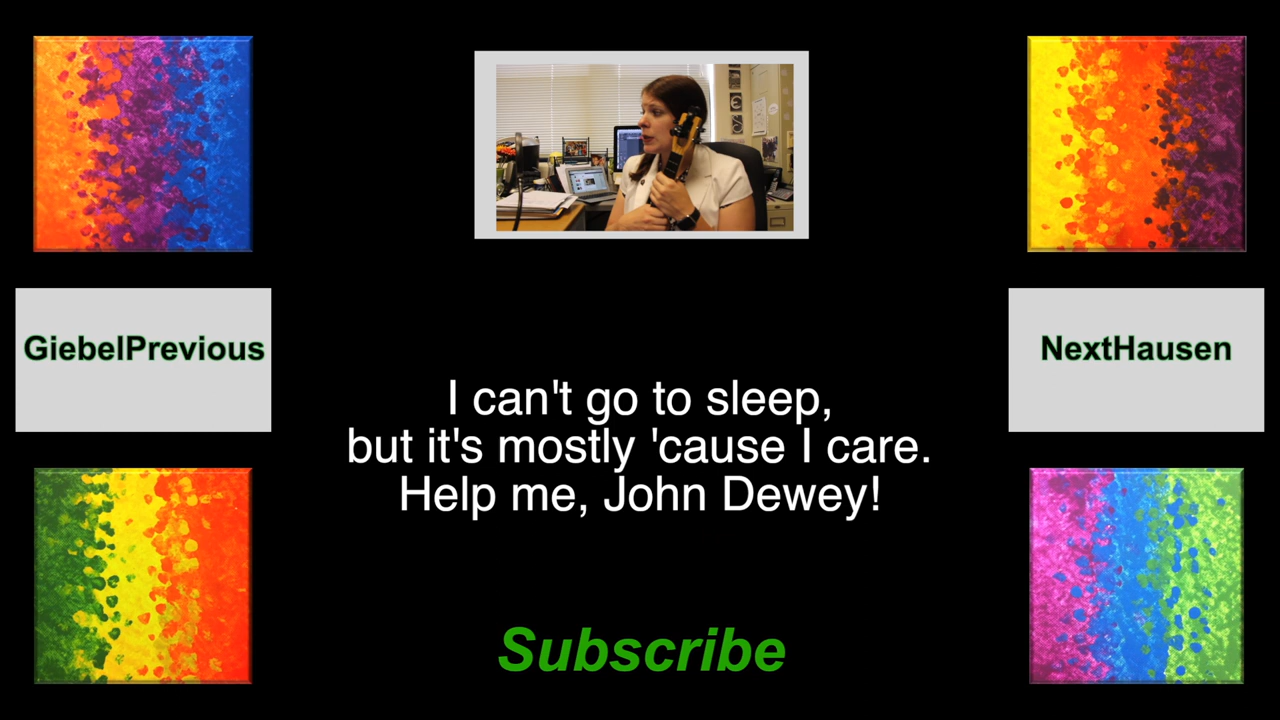 GiebelPrevious
NextHausen
I can't go to sleep,
but it's mostly 'cause I care.
Help me, John Dewey!
Subscribe